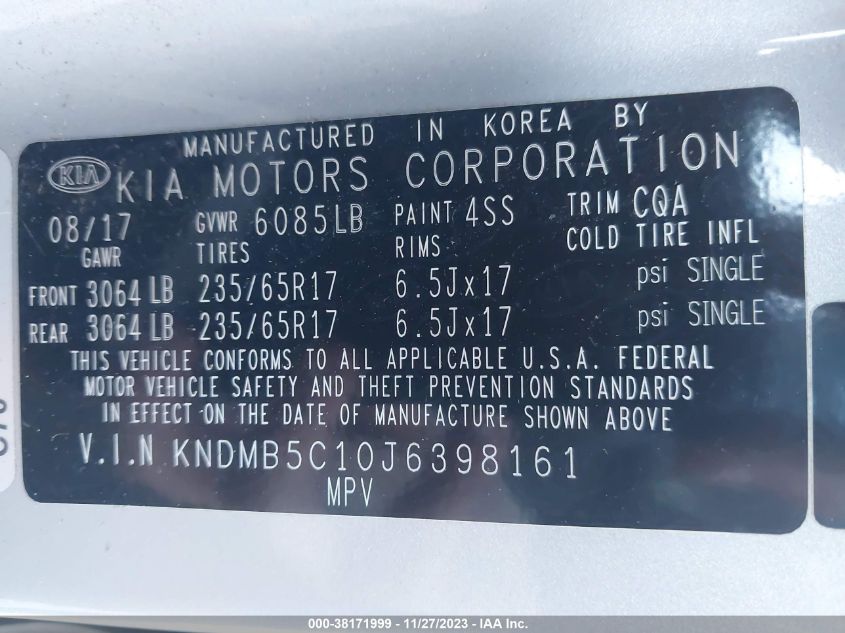 MANUFACTURED IN KOREA BY
KIA KIA MOTORS CORPORATION
08/17 GVWR 6085LB PAINT 4SS TRIM CQA
GAWR TIRES RIMS COLD TIRE INFL
FRONT 3064 LB 235/65R17 6.5Jx17 psi SINGLE
REAR 3064 LB 235/65R17 6.5Jx17 psi SINGLE
THIS VEHICLE CONFORMS TO ALL APPLICABLE U.S.A. FEDERAL
MOTOR VEHICLE SAFETY AND THEFT PREVENTION STANDARDS
IN EFFECT ON THE DATE OF MANUFACTURE SHOWN ABOVE
V.I.N KNDMB5C10J6398161
MPV
000-38171999 - 11/27/2023 - IAA Inc.